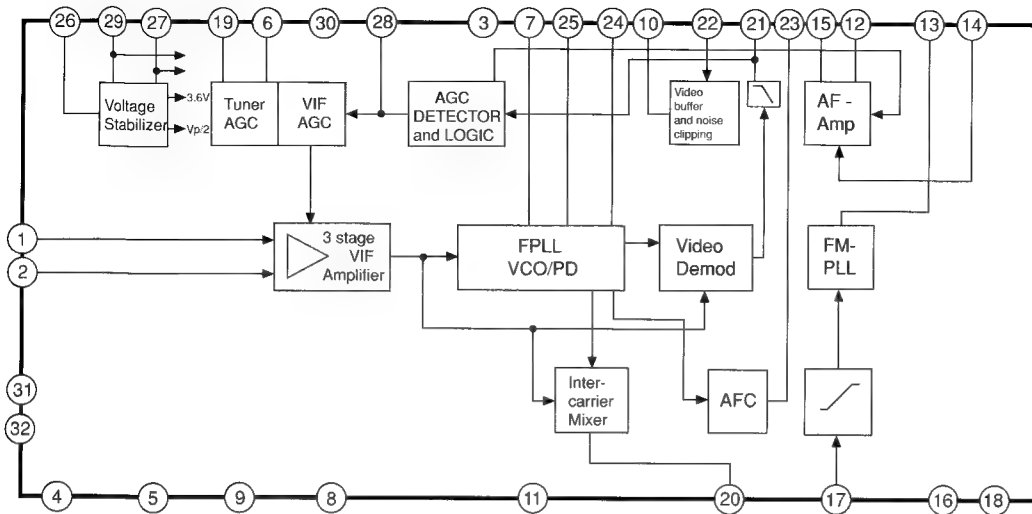 26 29 27 19 6 30 28 3 7 25 24 10 22 21 23 15 12 13 14
Voltage
Stabilizer
3.6V
Vp/2
Tuner
AGC
VIF
AGC
AGC
DETECTOR
and LOGIC
Video
buffer
and noise
clipping
AF -
Amp
1
2
3 stage
VIF
Amplifier
FPLL
VCO/PD
Video
Demod
FM-
PLL
31
32
Inter-
carrier
Mixer
AFC
4 5 9 8 11 20 17 16 18